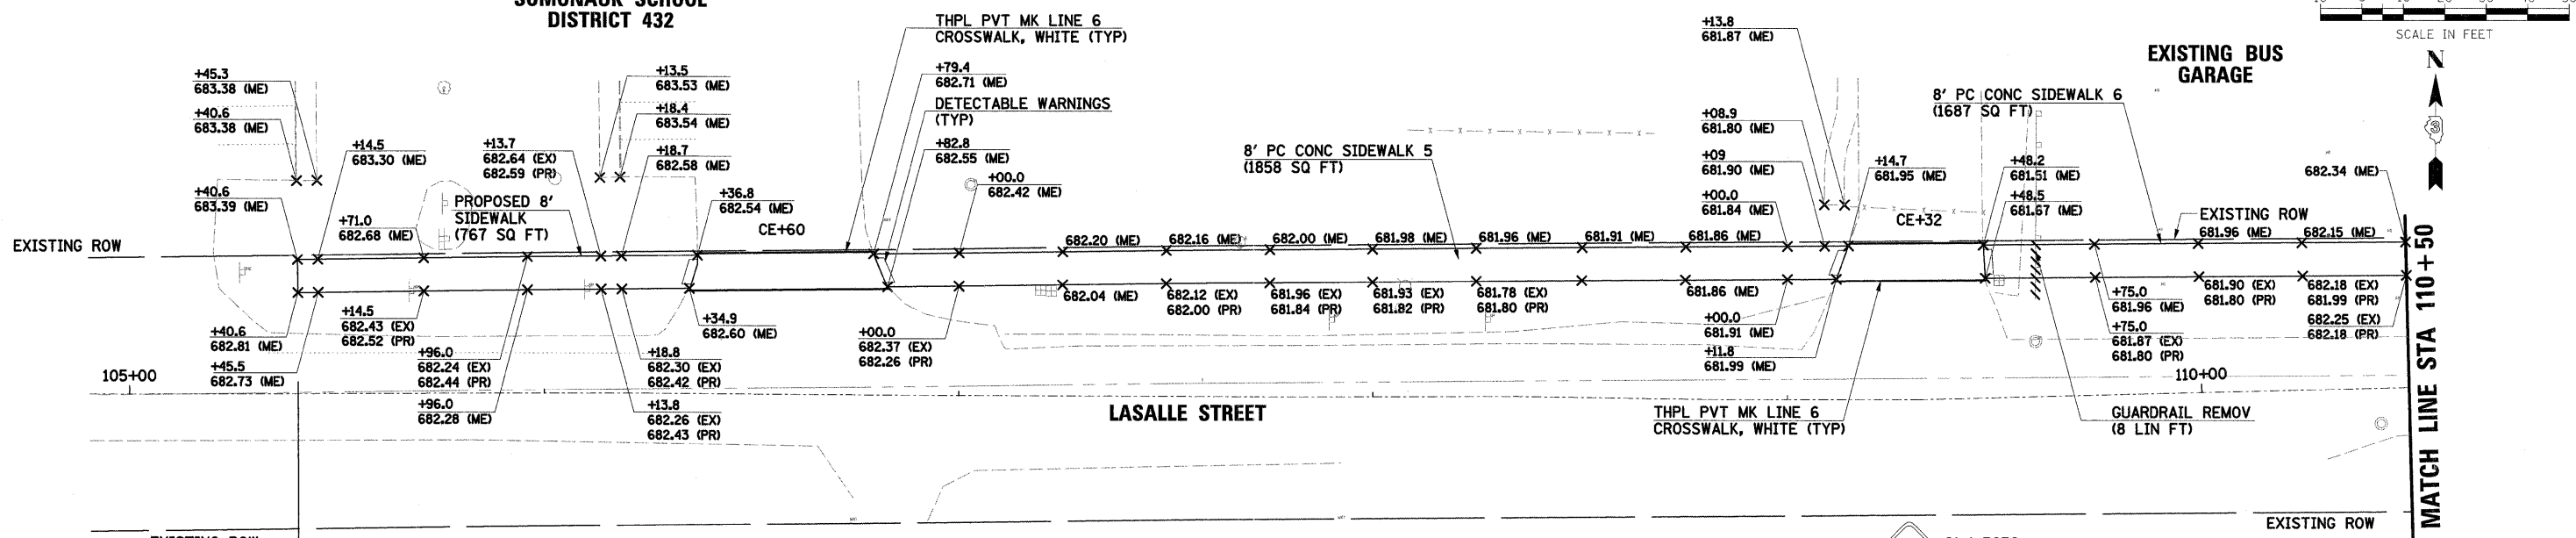 DISTRICT 432
THPL PVT MK LINE 6
CROSSWALK, WHITE (TYP)
+13.8
681.87 (ME)
SCALE IN FEET
EXISTING BUS
GARAGE
N
3
+45.3
683.38 (ME)
+40.6
683.38 (ME)
+14.5
683.30 (ME)
+13.7
682.64 (EX)
682.59 (PR)
+13.5
683.53 (ME)
+18.4
683.54 (ME)
+18.7
682.58 (ME)
+79.4
682.71 (ME)
DETECTABLE WARNINGS
(TYP)
+82.8
682.55 (ME)
+00.0
682.42 (ME)
8' PC CONC SIDEWALK 5
(1858 SQ FT)
+08.9
681.80 (ME)
+09
681.90 (ME)
+00.0
681.84 (ME)
+14.7
681.95 (ME)
8' PC CONC SIDEWALK 6
(1687 SQ FT)
+48.2
681.51 (ME)
+48.5
681.67 (ME)
682.34 (ME)
+40.6
683.39 (ME)
+71.0
682.68 (ME)
PROPOSED 8'
SIDEWALK
(767 SQ FT)
+36.8
682.54 (ME)
CE+60
CE+32
EXISTING ROW
EXISTING ROW
682.20 (ME)
682.16 (ME)
682.00 (ME)
681.98 (ME)
681.96 (ME)
681.91 (ME)
681.86 (ME)
681.96 (ME)
682.15 (ME)
+40.6
682.81 (ME)
+45.5
682.73 (ME)
+14.5
682.43 (EX)
682.52 (PR)
+96.0
682.24 (EX)
682.44 (PR)
+96.0
682.28 (ME)
+34.9
682.60 (ME)
+18.8
682.30 (EX)
682.42 (PR)
+13.8
682.26 (EX)
682.43 (PR)
+00.0
682.37 (EX)
682.26 (PR)
682.04 (ME)
682.12 (EX)
682.00 (PR)
681.96 (EX)
681.84 (PR)
681.93 (EX)
681.82 (PR)
681.78 (EX)
681.80 (PR)
681.86 (ME)
+00.0
681.91 (ME)
+11.8
681.99 (ME)
+75.0
681.96 (ME)
+75.0
681.87 (EX)
681.80 (PR)
681.90 (EX)
681.80 (PR)
682.18 (EX)
681.99 (PR)
682.25 (EX)
682.18 (PR)
105+00
110+00
LASALLE STREET
THPL PVT MK LINE 6
CROSSWALK, WHITE (TYP)
GUARDRAIL REMOV
(8 LIN FT)
MATCH LINE STA 110+50
EXISTING ROW